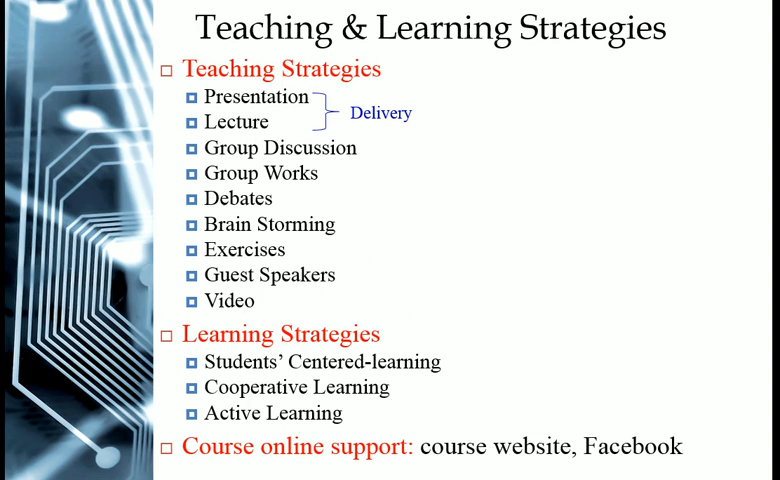 Teaching & Learning Strategies
Teaching Strategies
Presentation
Lecture
Delivery
Group Discussion
Group Works
Debates
Brain Storming
Exercises
Guest Speakers
Video
Learning Strategies
Students’ Centered-learning
Cooperative Learning
Active Learning
Course online support: course website, Facebook